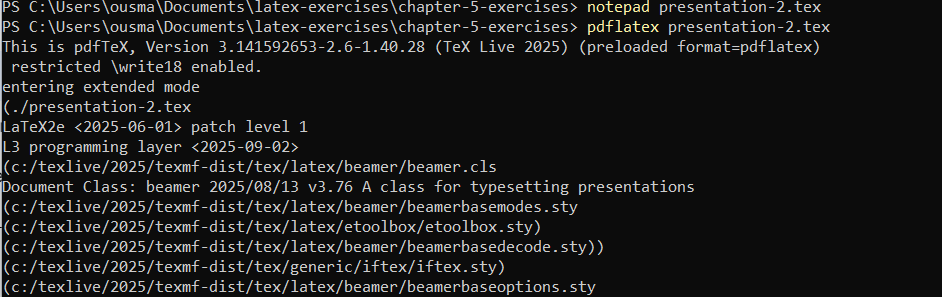 PS C:\Users\ousma\Documents\latex-exercises\chapter-5-exercises> notepad presentation-2.tex
PS C:\Users\ousma\Documents\latex-exercises\chapter-5-exercises> pdflatex presentation-2.tex
This is pdfTeX, Version 3.141592653-2.6-1.40.28 (TeX Live 2025) (preloaded format=pdflatex)
 restricted \write18 enabled.
entering extended mode
(./presentation-2.tex
LaTeX2e <2025-06-01> patch level 1
L3 programming layer <2025-09-02>
(c:/texlive/2025/texmf-dist/tex/latex/beamer/beamer.cls
Document Class: beamer 2025/08/13 v3.76 A class for typesetting presentations
(c:/texlive/2025/texmf-dist/tex/latex/beamer/beamerbasemodes.sty
(c:/texlive/2025/texmf-dist/tex/latex/etoolbox/etoolbox.sty)
(c:/texlive/2025/texmf-dist/tex/latex/beamer/beamerbasedecode.sty))
(c:/texlive/2025/texmf-dist/tex/generic/iftex/iftex.sty)
(c:/texlive/2025/texmf-dist/tex/latex/beamer/beamerbaseoptions.sty